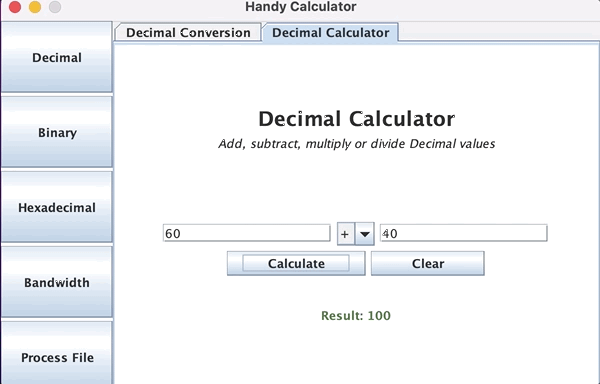 Handy Calculator
Decimal Conversion Decimal Calculator
Decimal
Binary
Hexadecimal
Bandwidth
Process File
Decimal Calculator
Add, subtract, multiply or divide Decimal values
60 + 40
Calculate Clear
Result: 100